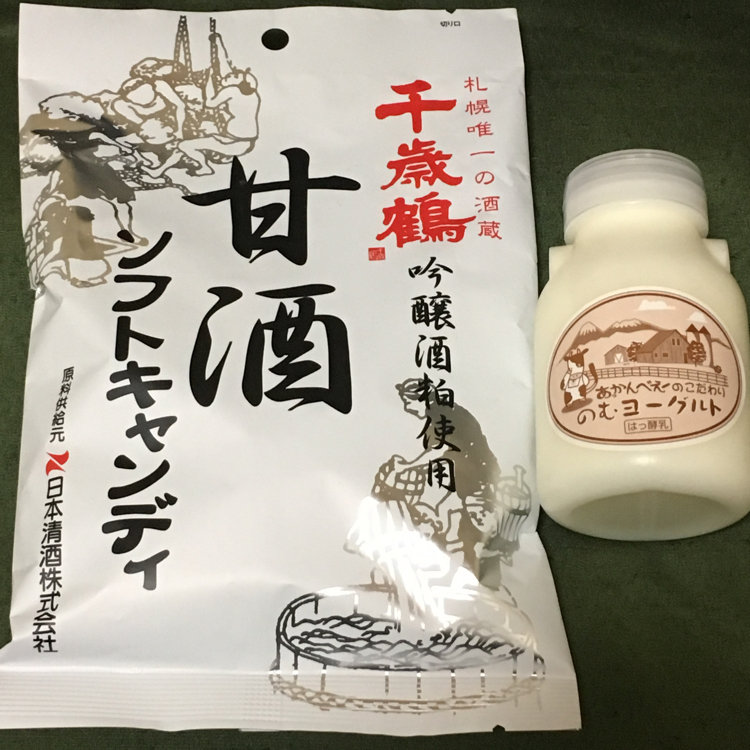 切り口
札幌唯一の酒蔵
千歳鶴
吟醸酒粕使用
甘酒
ソフトキャンディ
原料供給元
日本清酒株式会社
あかんべぇのこだわり
のむヨーグルト
はっ酵乳